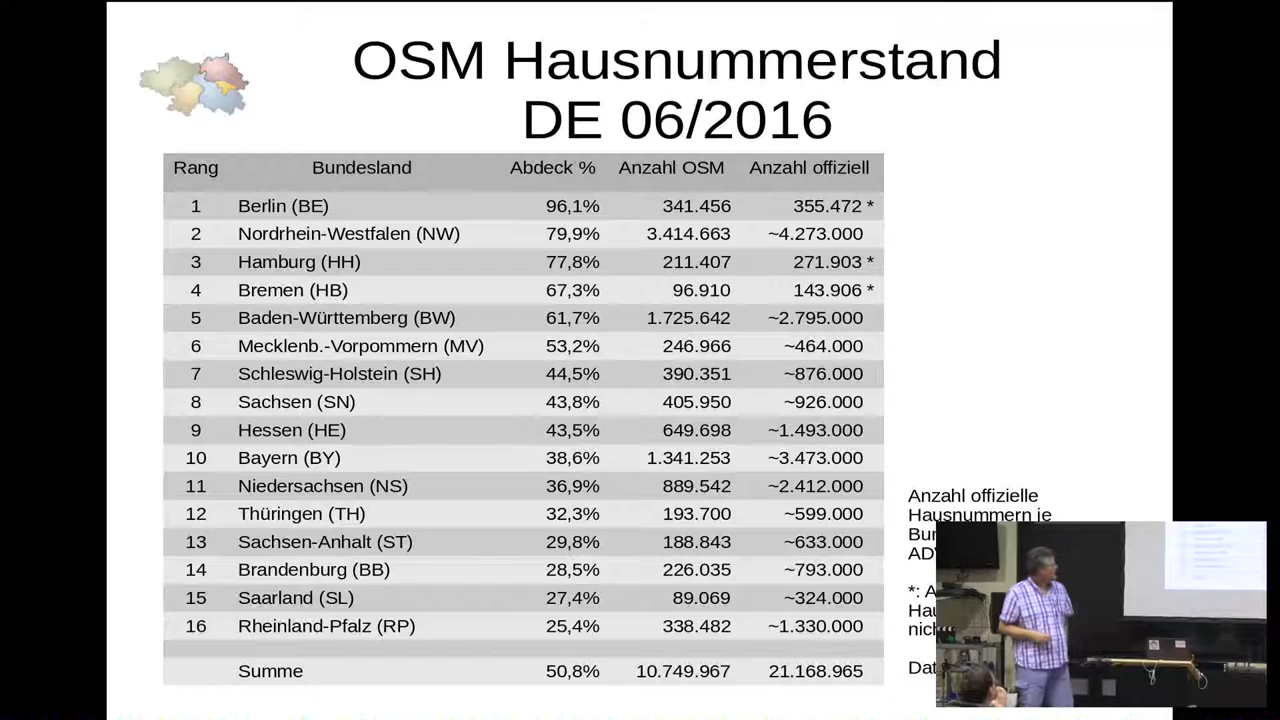 OSM Hausnummerstand
DE 06/2016
Rang Bundesland Abdeck % Anzahl OSM Anzahl offiziell
1 Berlin (BE) 96,1% 341.456 355.472 *
2 Nordrhein-Westfalen (NW) 79,9% 3.414.663 ~4.273.000
3 Hamburg (HH) 77,8% 211.407 271.903 *
4 Bremen (HB) 67,3% 96.910 143.906 *
5 Baden-Württemberg (BW) 61,7% 1.725.642 ~2.795.000
6 Mecklenb.-Vorpommern (MV) 53,2% 246.966 ~464.000
7 Schleswig-Holstein (SH) 44,5% 390.351 ~876.000
8 Sachsen (SN) 43,8% 405.950 ~926.000
9 Hessen (HE) 43,5% 649.698 ~1.493.000
10 Bayern (BY) 38,6% 1.341.253 ~3.473.000
11 Niedersachsen (NS) 36,9% 889.542 ~2.412.000
12 Thüringen (TH) 32,3% 193.700 ~599.000
13 Sachsen-Anhalt (ST) 29,8% 188.843 ~633.000
14 Brandenburg (BB) 28,5% 226.035 ~793.000
15 Saarland (SL) 27,4% 89.069 ~324.000
16 Rheinland-Pfalz (RP) 25,4% 338.482 ~1.330.000
Summe 50,8% 10.749.967 21.168.965
Anzahl offizielle
Hausnummern je